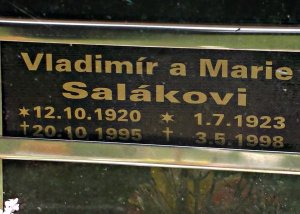 Vladimír a Marie
Salákovi
✶12.10.1920 ✶ 1.7.1923
†20.10.1995 † 3.5.1998